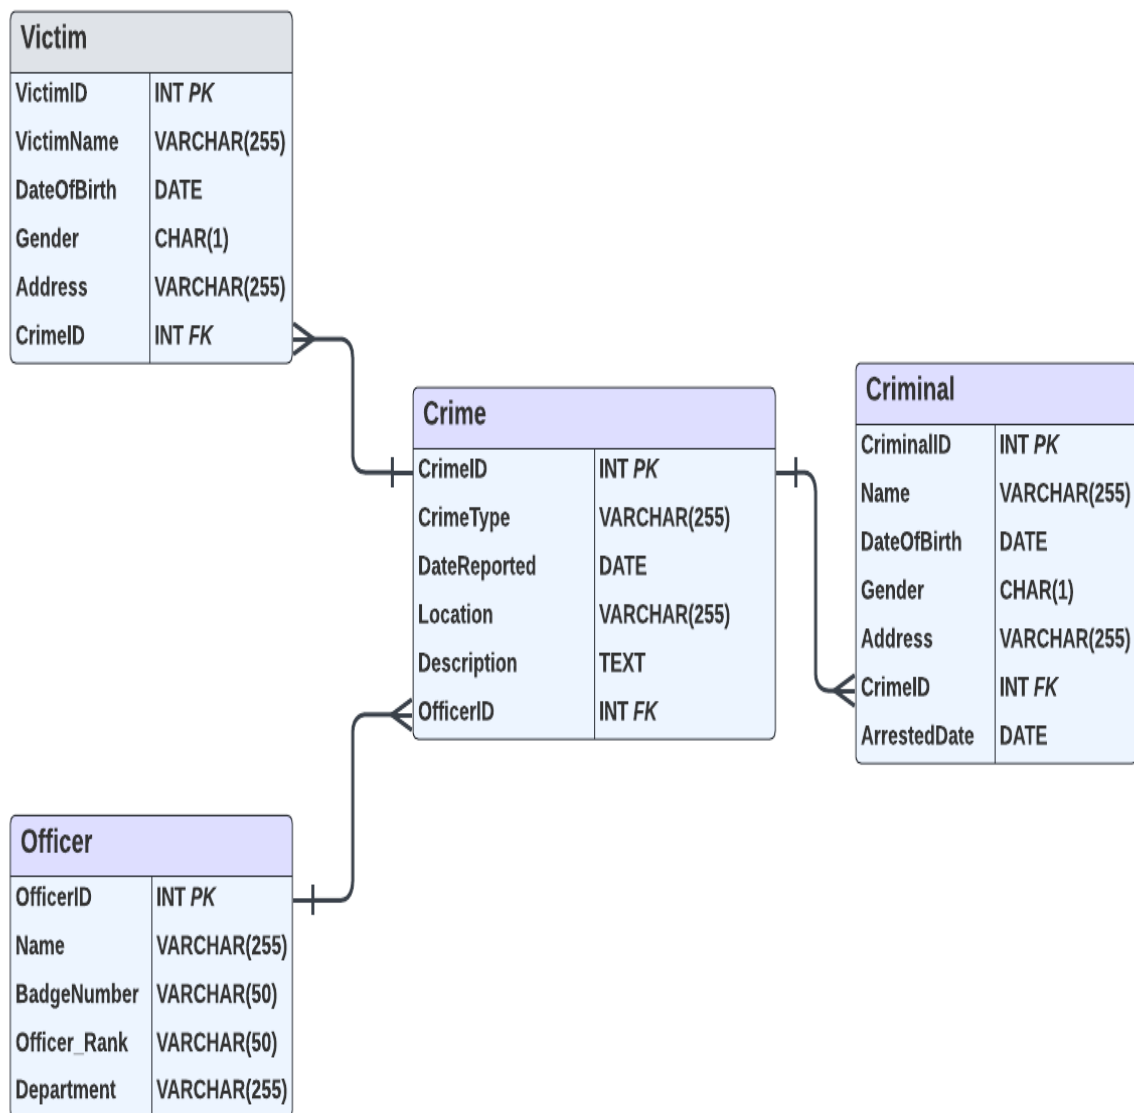 Victim
VictimID INT PK
VictimName VARCHAR(255)
DateOfBirth DATE
Gender CHAR(1)
Address VARCHAR(255)
CrimeID INT FK
Crime
CrimeID INT PK
CrimeType VARCHAR(255)
DateReported DATE
Location VARCHAR(255)
Description TEXT
OfficerID INT FK
Criminal
CriminalID INT PK
Name VARCHAR(255)
DateOfBirth DATE
Gender CHAR(1)
Address VARCHAR(255)
CrimeID INT FK
ArrestedDate DATE
Officer
OfficerID INT PK
Name VARCHAR(255)
BadgeNumber VARCHAR(50)
Officer_Rank VARCHAR(50)
Department VARCHAR(255)